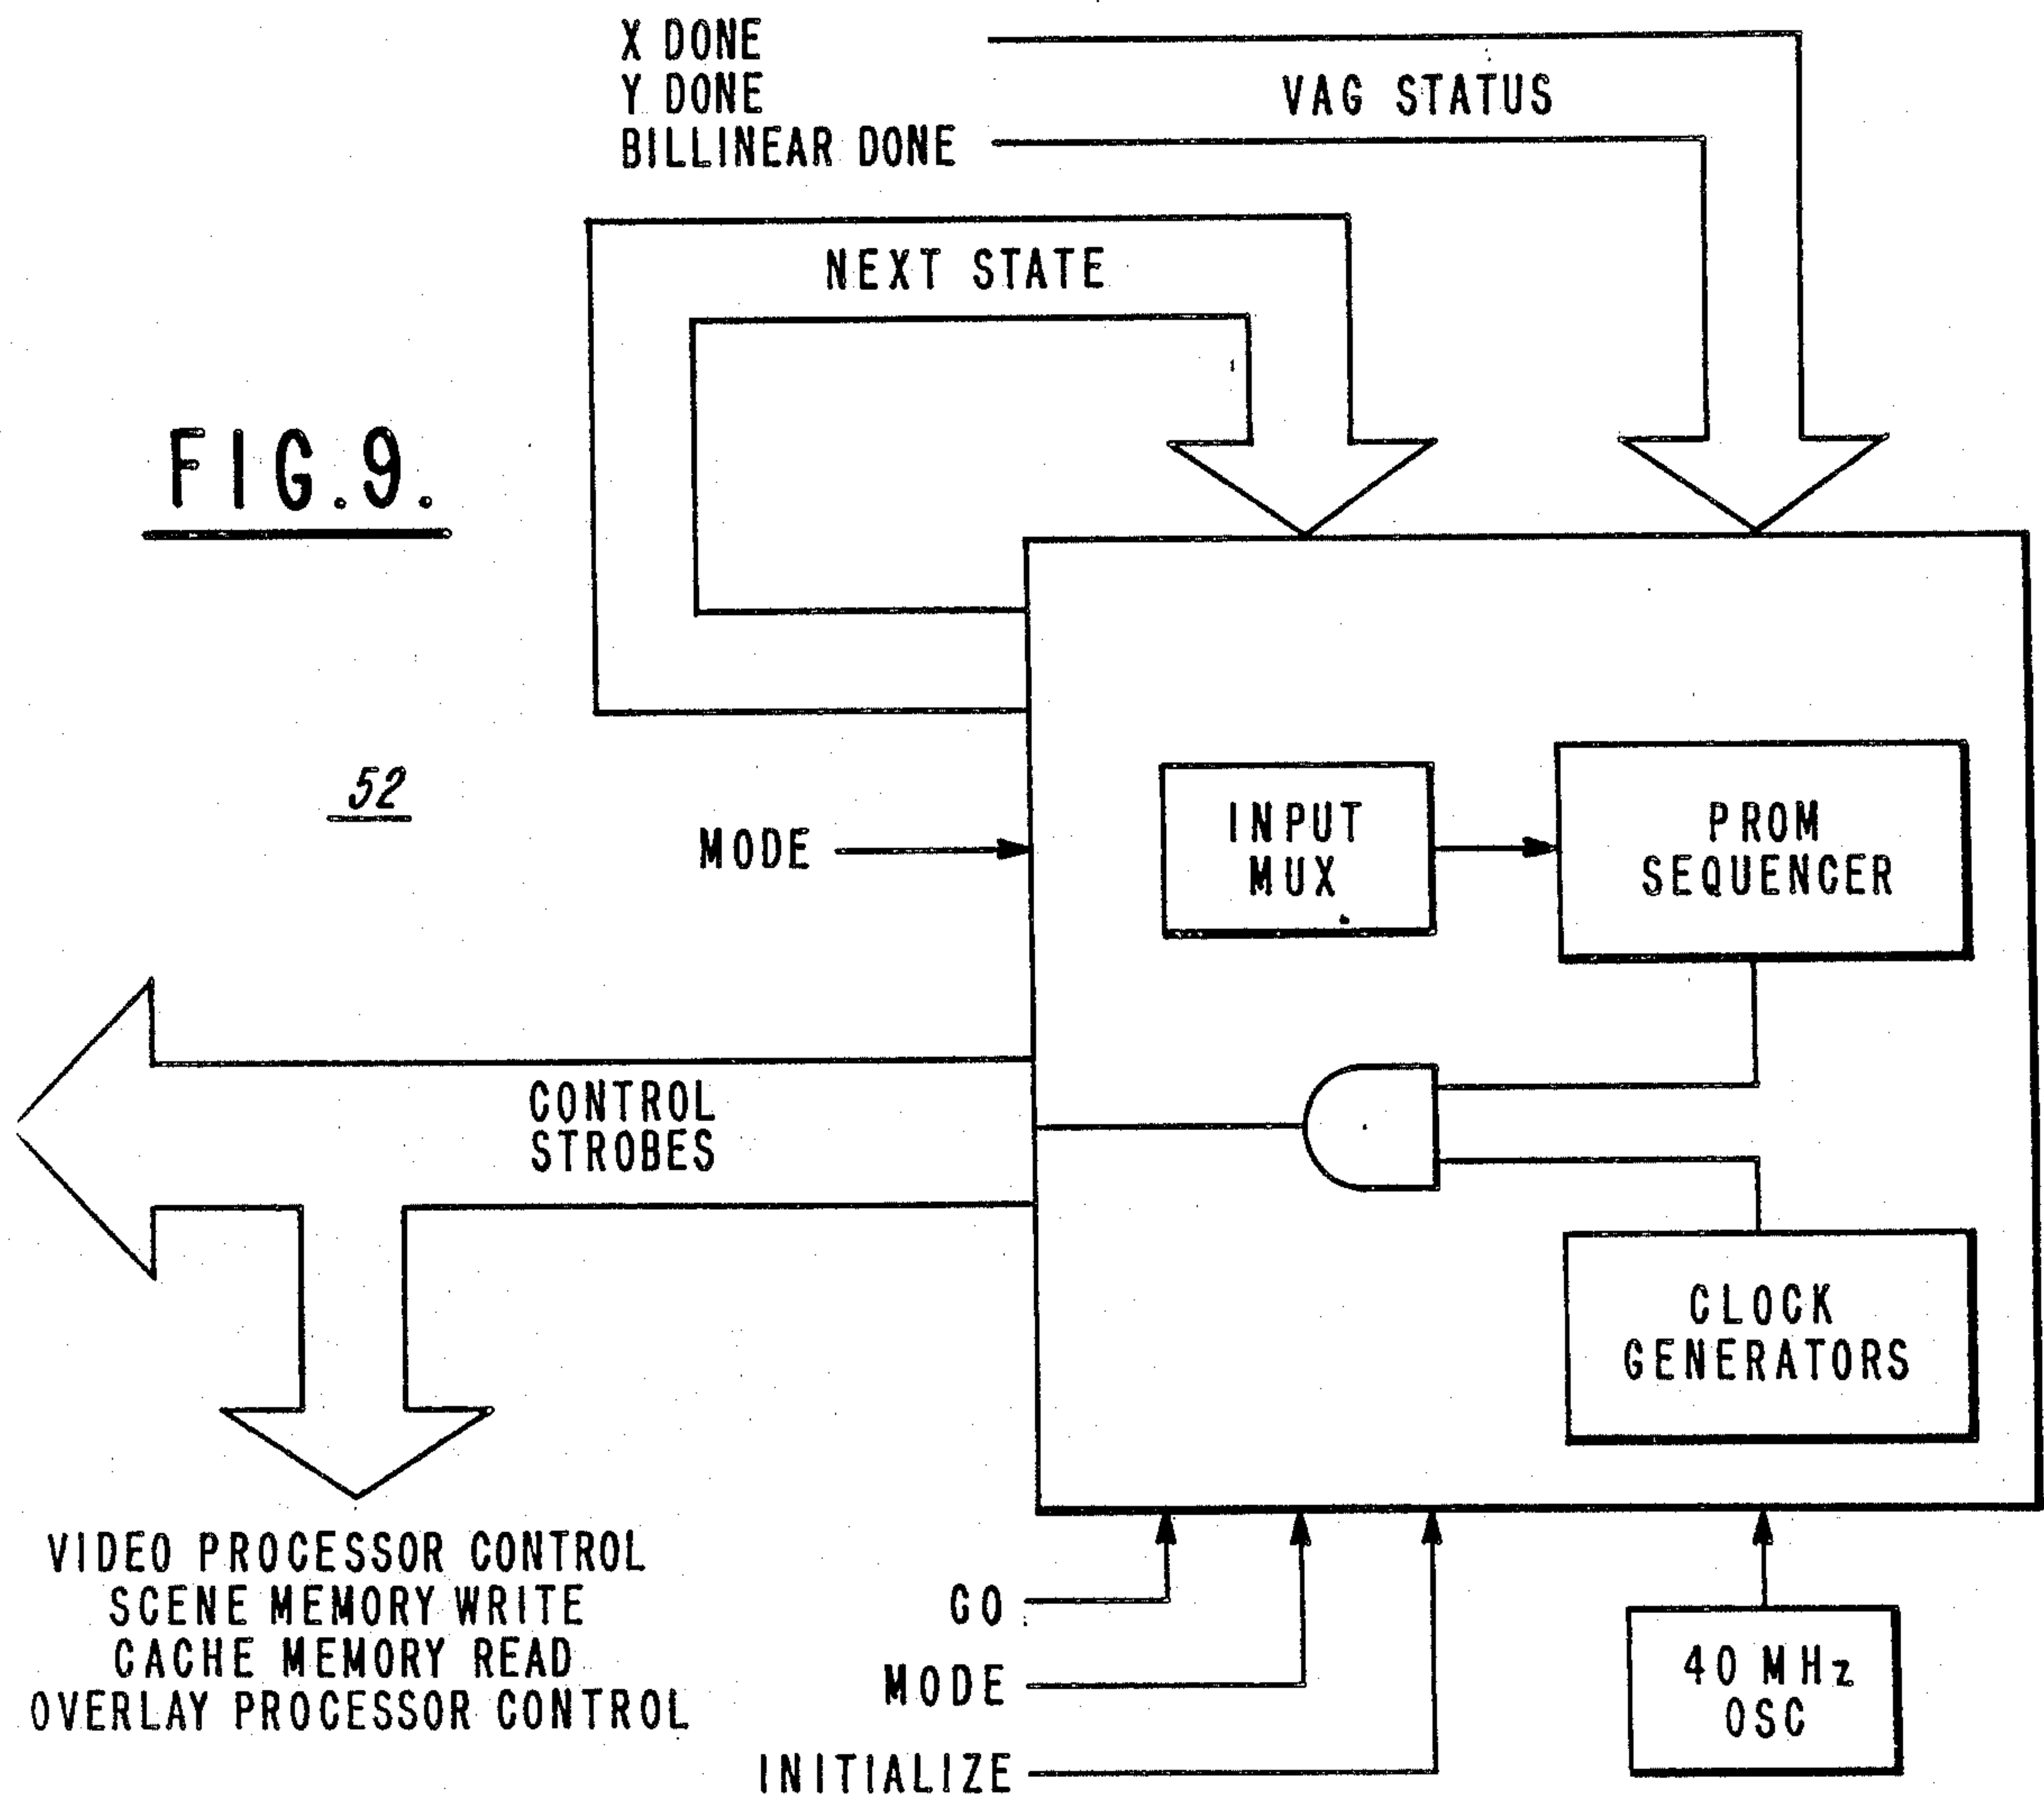 X DONE
Y DONE
BILLINEAR DONE
VAG STATUS
NEXT STATE
FIG.9.
52
MODE
INPUT
MUX
PROM
SEQUENCER
CONTROL
STROBES
CLOCK
GENERATORS
VIDEO PROCESSOR CONTROL
SCENE MEMORY WRITE
CACHE MEMORY READ
OVERLAY PROCESSOR CONTROL
GO
MODE
INITIALIZE
40 MHz
OSC